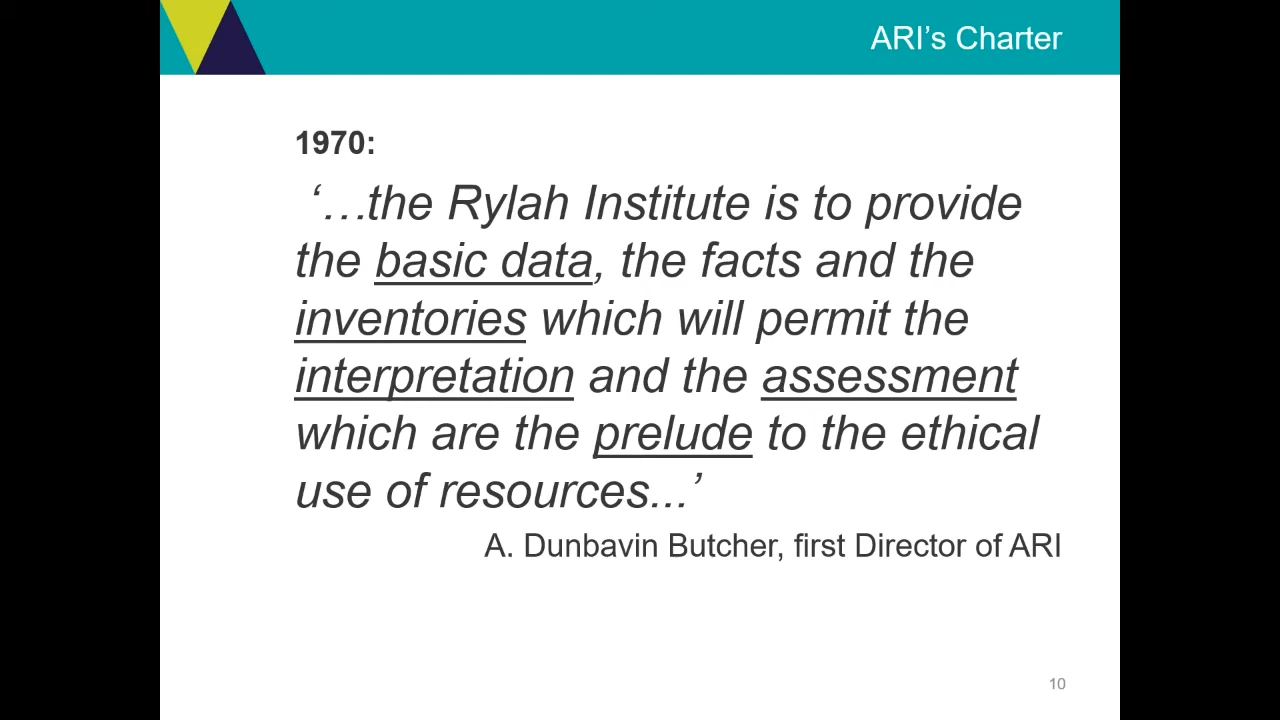 ARI’s Charter
1970:
‘…the Rylah Institute is to provide
the basic data, the facts and the
inventories which will permit the
interpretation and the assessment
which are the prelude to the ethical
use of resources...’
A. Dunbavin Butcher, first Director of ARI
10